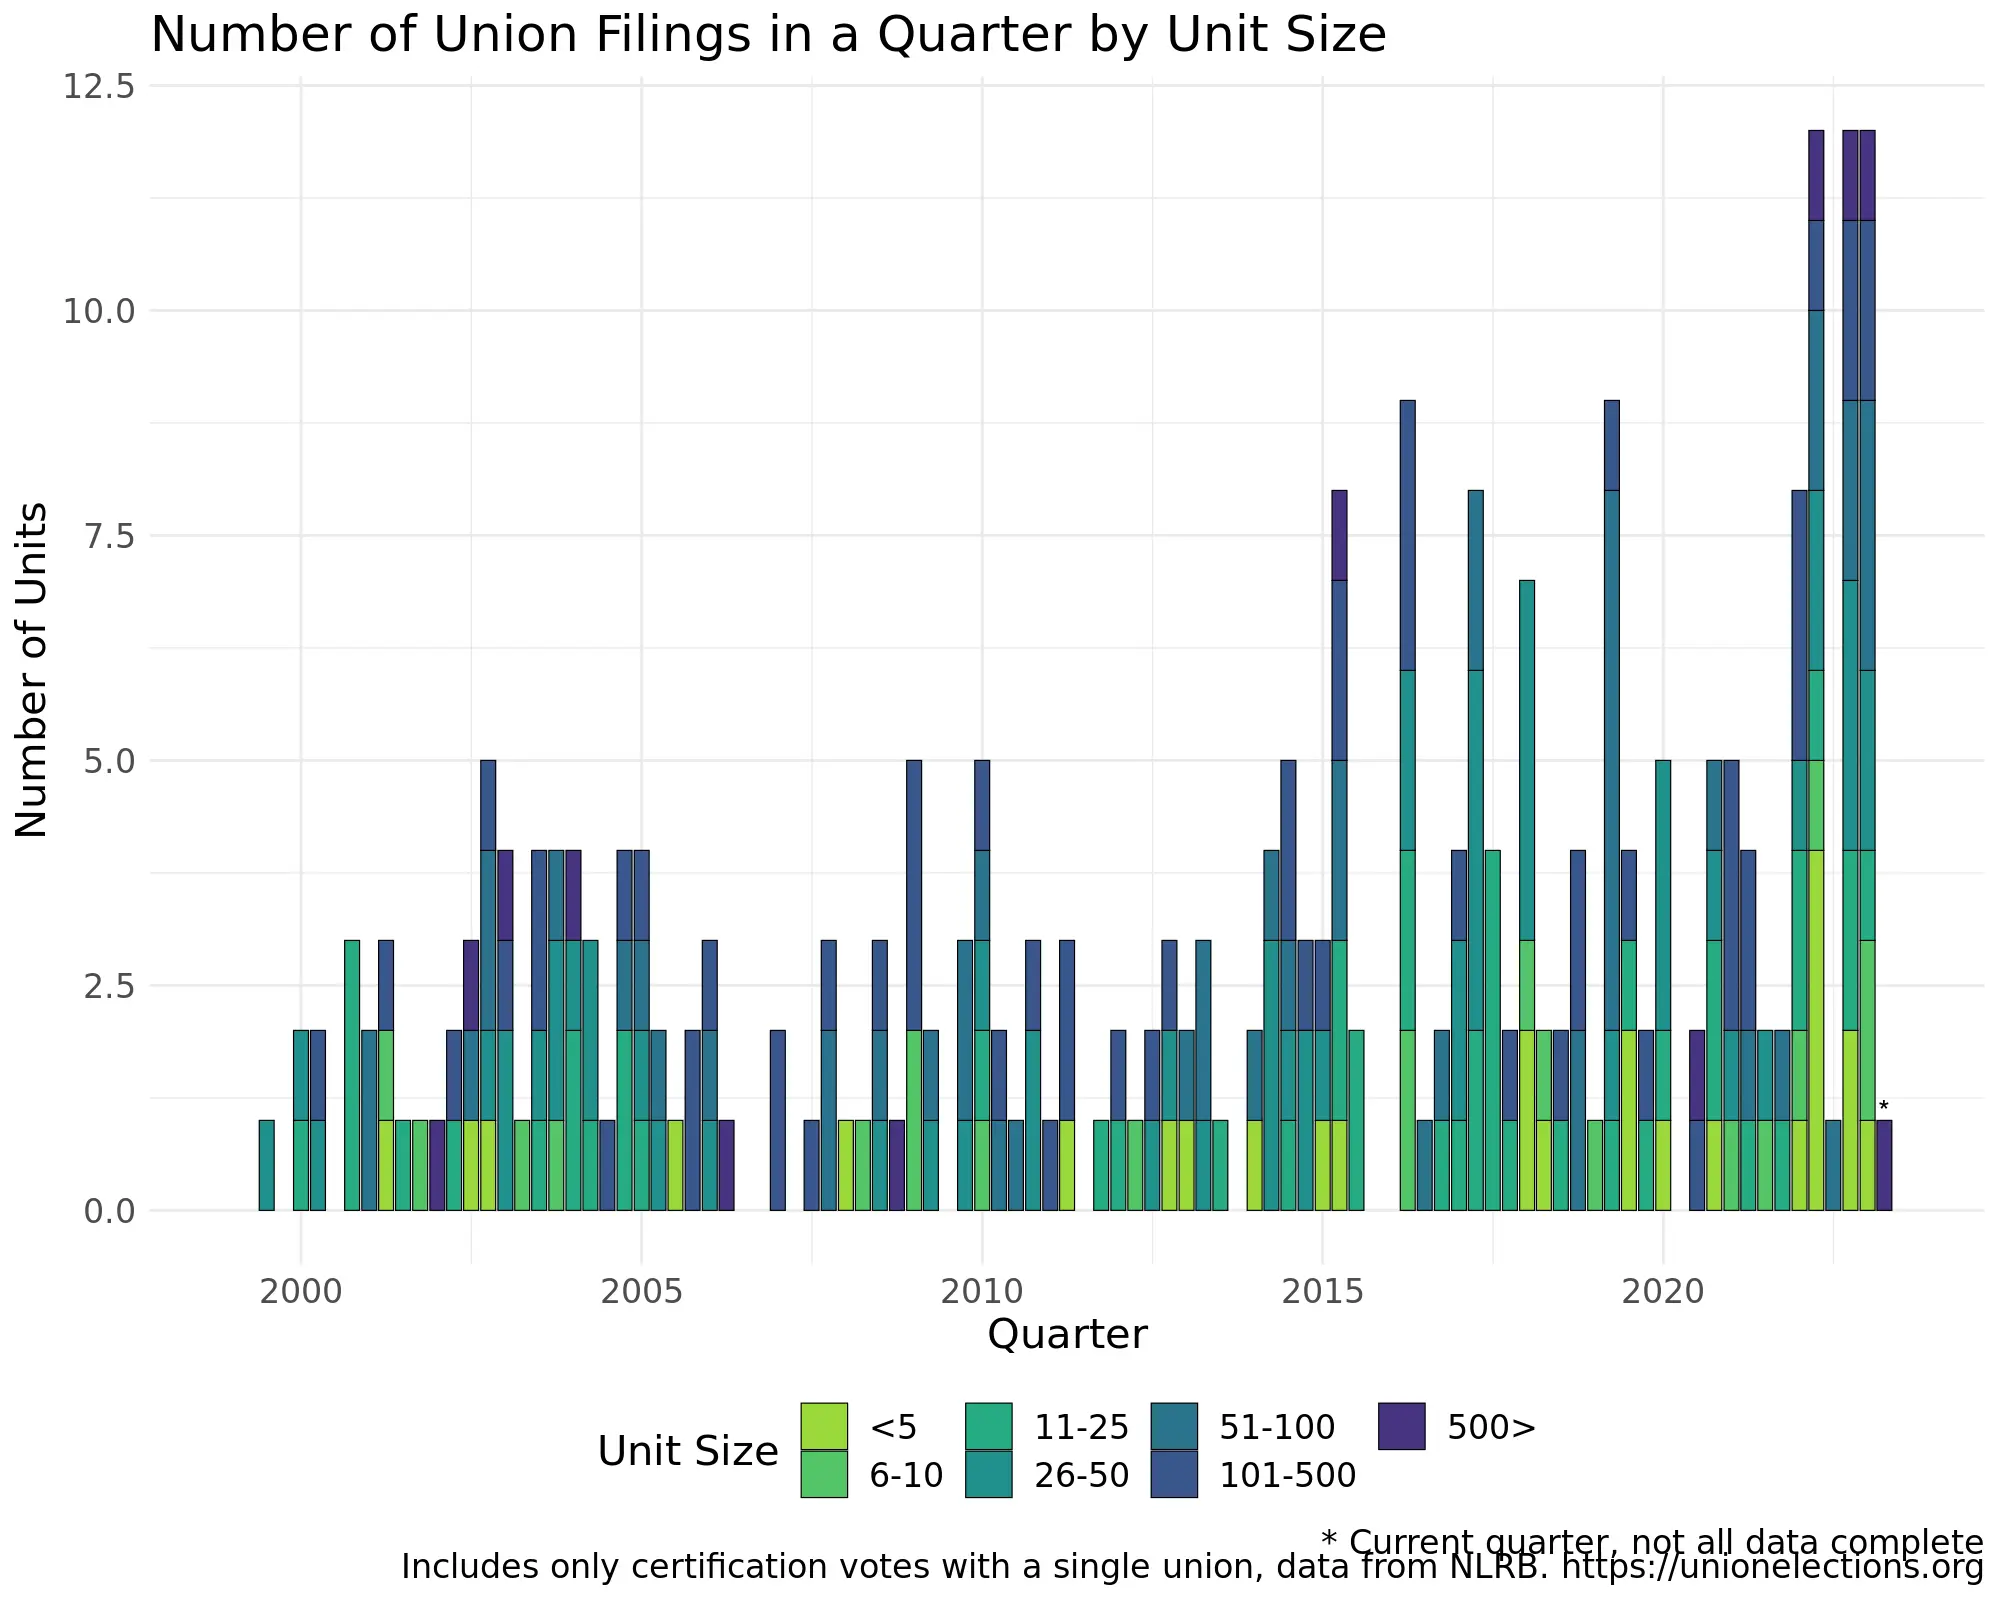 Number of Union Filings in a Quarter by Unit Size
Number of Units
12.5
10.0
7.5
5.0
2.5
0.0
*
2000 2005 2010 2015 2020
Quarter
Unit Size
<5 11-25 51-100 500>
6-10 26-50 101-500
* Current quarter, not all data complete
Includes only certification votes with a single union, data from NLRB. https://unionelections.org